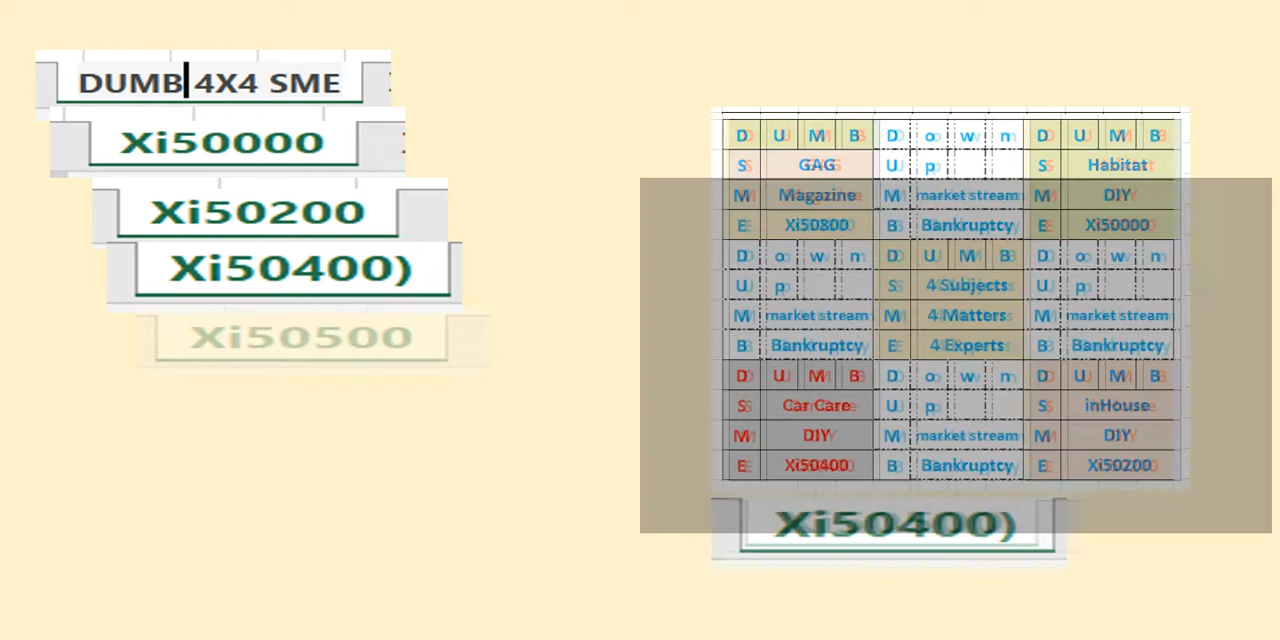 DUMB 4X4 SME
Xi50000
Xi50200
Xi50400)
Xi50500
D U M B D o w n D U M B
S GAG U p S Habitat
M Magazine M market stream M DIY
E Xi50800 B Bankruptcy E Xi50000
D o w n D U M B D o w n
U p S 4 Subjects U p
M market stream M 4 Matters M market stream
B Bankruptcy E 4 Experts B Bankruptcy
D U M B D o w n D U M B
S Car Care U p S inHouse
M DIY M market stream M DIY
E Xi50400 B Bankruptcy E Xi50200
Xi50400)